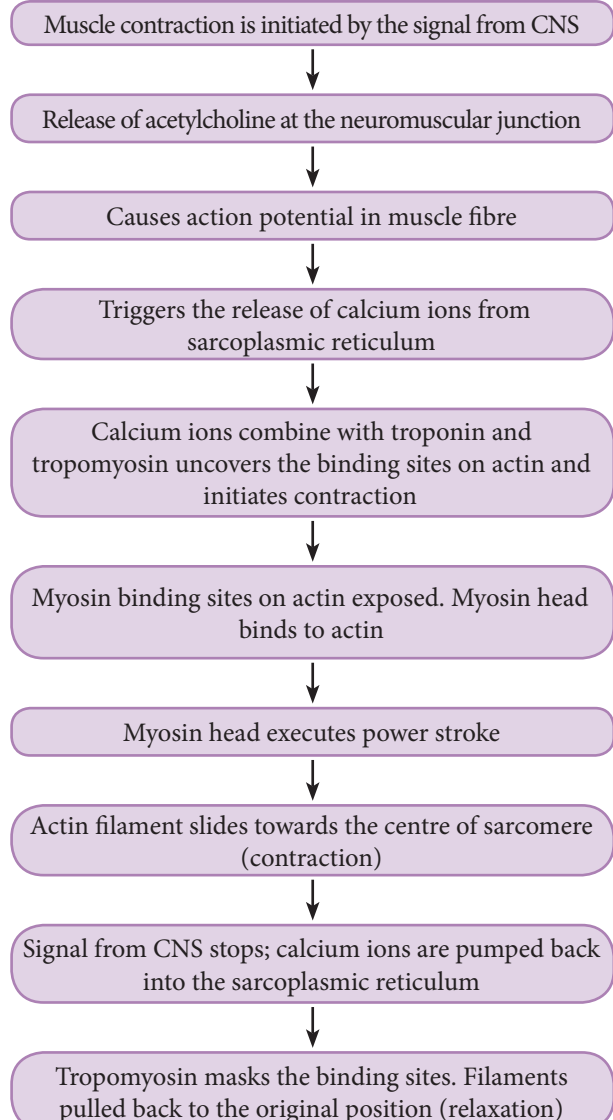 Muscle contraction is initiated by the signal from CNS
Release of acetylcholine at the neuromuscular junction
Causes action potential in muscle fibre
Triggers the release of calcium ions from
sarcoplasmic reticulum
Calcium ions combine with troponin and
tropomyosin uncovers the binding sites on actin and
initiates contraction
Myosin binding sites on actin exposed. Myosin head
binds to actin
Myosin head executes power stroke
Actin filament slides towards the centre of sarcomere
(contraction)
Signal from CNS stops; calcium ions are pumped back
into the sarcoplasmic reticulum
Tropomyosin masks the binding sites. Filaments
pulled back to the original position (relaxation)